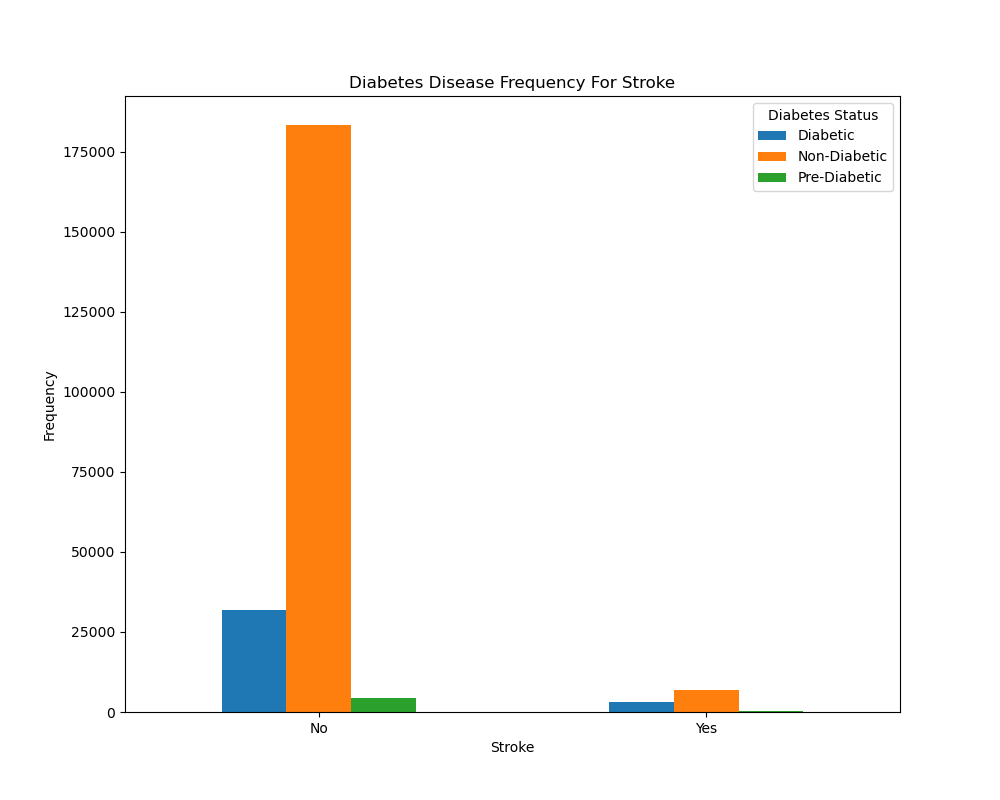 Diabetes Disease Frequency For Stroke
Diabetes Status
Diabetic
Non-Diabetic
Pre-Diabetic
175000
150000
125000
100000
75000
50000
25000
0
Frequency
No
Yes
Stroke